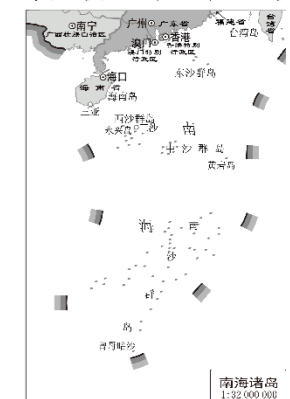 南宁
广西壮族自治区
广州
广东省
香港
香港特别
行政区
澳门
澳门特别
行政区
福建省
台湾省
台湾岛
东沙群岛
海口
海南省
海南岛
三亚
西沙群岛
永兴岛 三沙
中沙群岛
黄岩岛
南海
南沙群岛
曾母暗沙
南海诸岛
1:32 000 000